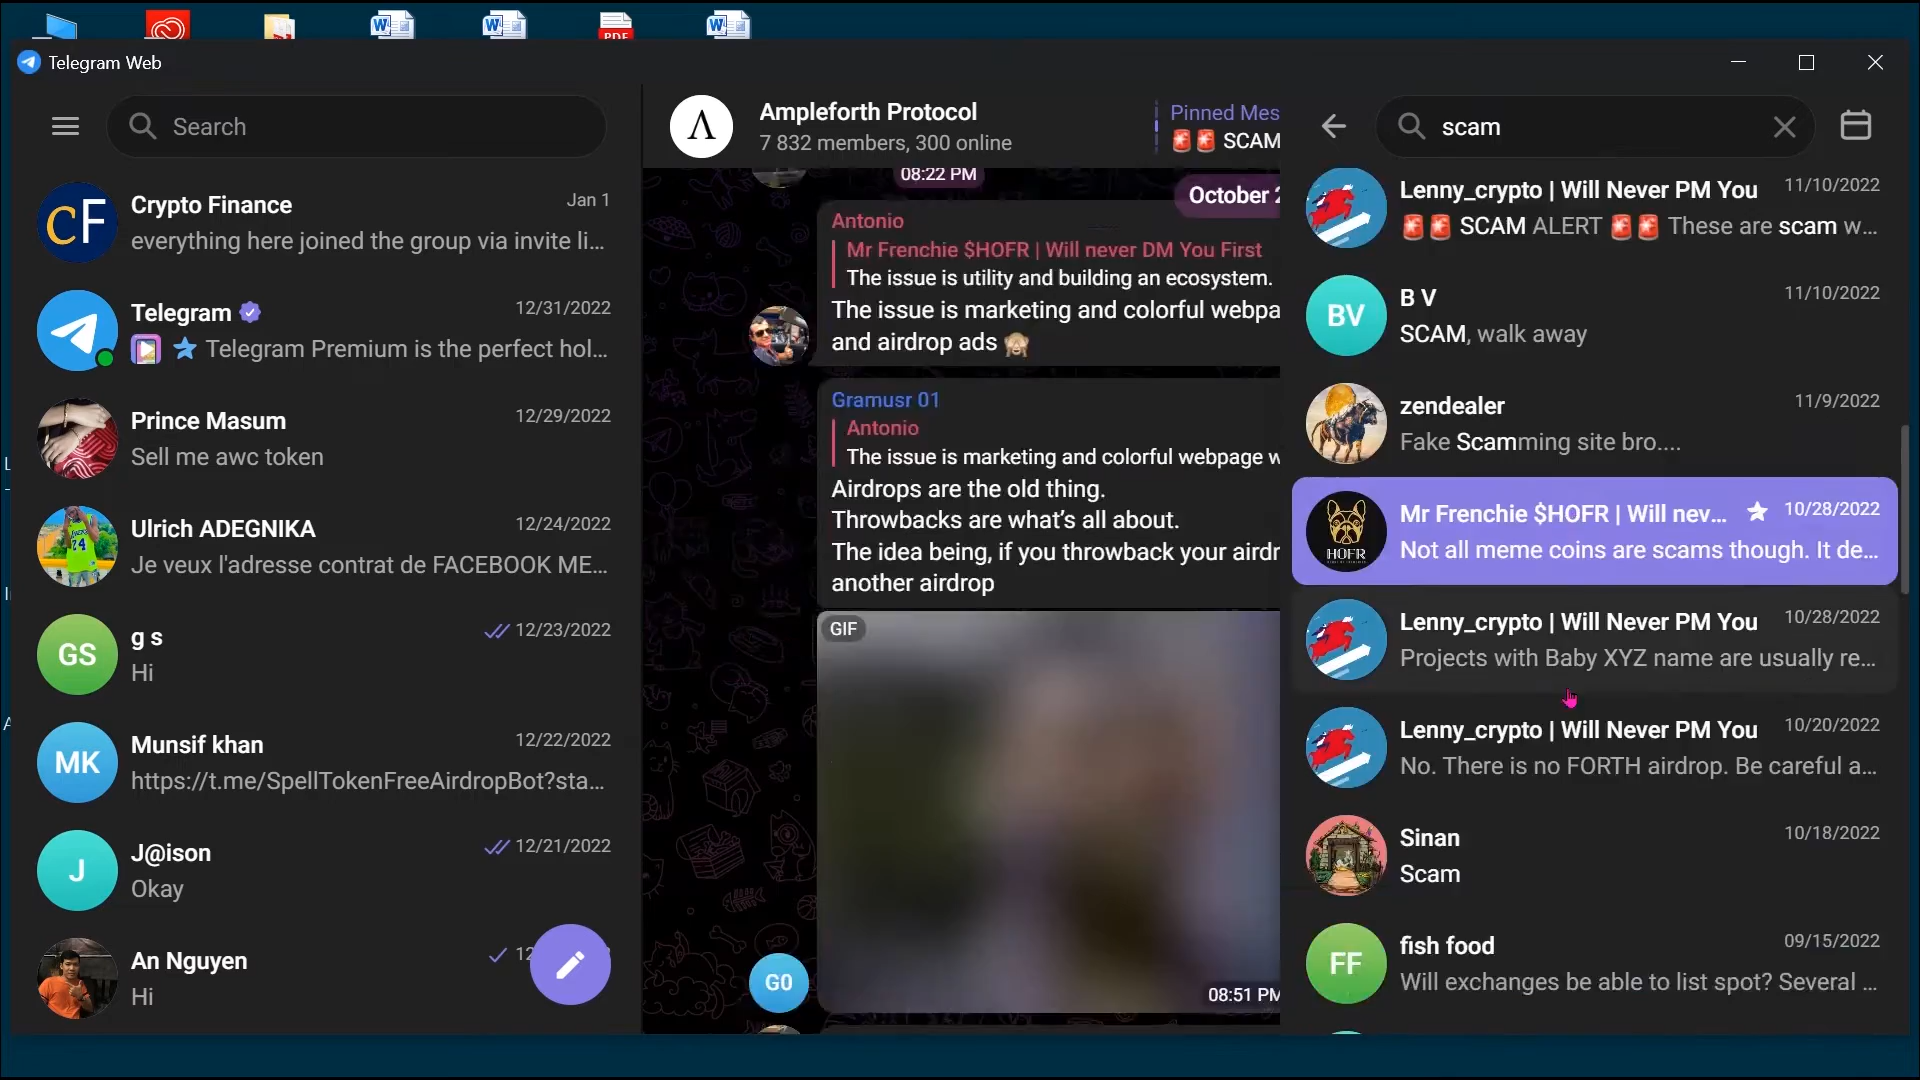 PDF
Telegram Web
Search
CF
Crypto Finance
Jan 1
everything here joined the group via invite li...
Telegram
12/31/2022
Telegram Premium is the perfect hol...
Prince Masum
12/29/2022
Sell me awc token
Ulrich ADEGNIKA
12/24/2022
Je veux l'adresse contrat de FACEBOOK ME...
GS
g s
12/23/2022
Hi
MK
Munsif khan
12/22/2022
https://t.me/SpellTokenFreeAirdropBot?sta...
J
J@ison
12/21/2022
Okay
An Nguyen
Hi
Ampleforth Protocol
7 832 members, 300 online
Pinned Mes
🚨🚨 SCAM
08:22 PM
October 2
Antonio
Mr Frenchie $HOFR | Will never DM You First
The issue is utility and building an ecosystem.
The issue is marketing and colorful webpa
and airdrop ads 🙈
Gramusr 01
Antonio
The issue is marketing and colorful webpage w
Airdrops are the old thing.
Throwbacks are what's all about.
The idea being, if you throwback your airdr
another airdrop
GIF
G0
08:51 PM
scam
Lenny_crypto | Will Never PM You
11/10/2022
🚨🚨 SCAM ALERT 🚨🚨 These are scam w...
BV
B V
11/10/2022
SCAM, walk away
zendealer
11/9/2022
Fake Scamming site bro....
HOFR
Mr Frenchie $HOFR | Will nev...
10/28/2022
Not all meme coins are scams though. It de...
Lenny_crypto | Will Never PM You
10/28/2022
Projects with Baby XYZ name are usually re...
Lenny_crypto | Will Never PM You
10/20/2022
No. There is no FORTH airdrop. Be careful a...
Sinan
10/18/2022
Scam
FF
fish food
09/15/2022
Will exchanges be able to list spot? Several ...